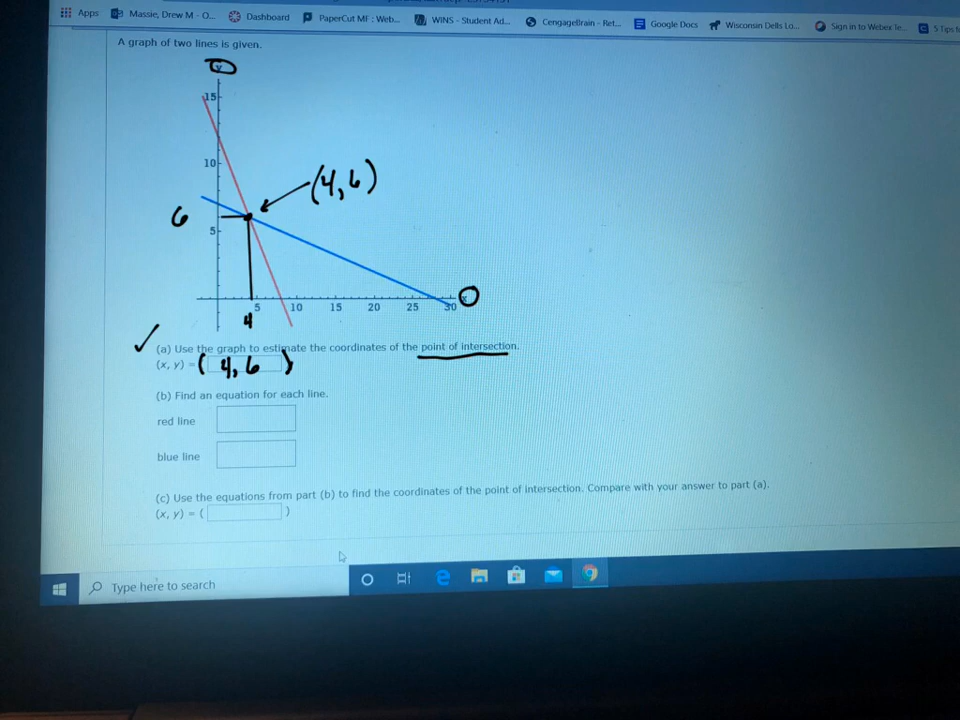 Apps Massie, Drew M - O... Dashboard PaperCut MF : Web... WINS - Student Ad... CengageBrain - Ret... Google Docs Wisconsin Dells Lo... Sign in to Webex Te... 5 Tips f
A graph of two lines is given.
y
15
10
(4,6)
6
5
x
5 10 15 20 25 30
4
(a) Use the graph to estimate the coordinates of the point of intersection.
(x, y) = ( 4, 6 )
(b) Find an equation for each line.
red line
blue line
(c) Use the equations from part (b) to find the coordinates of the point of intersection. Compare with your answer to part (a).
(x, y) = ( )
Type here to search